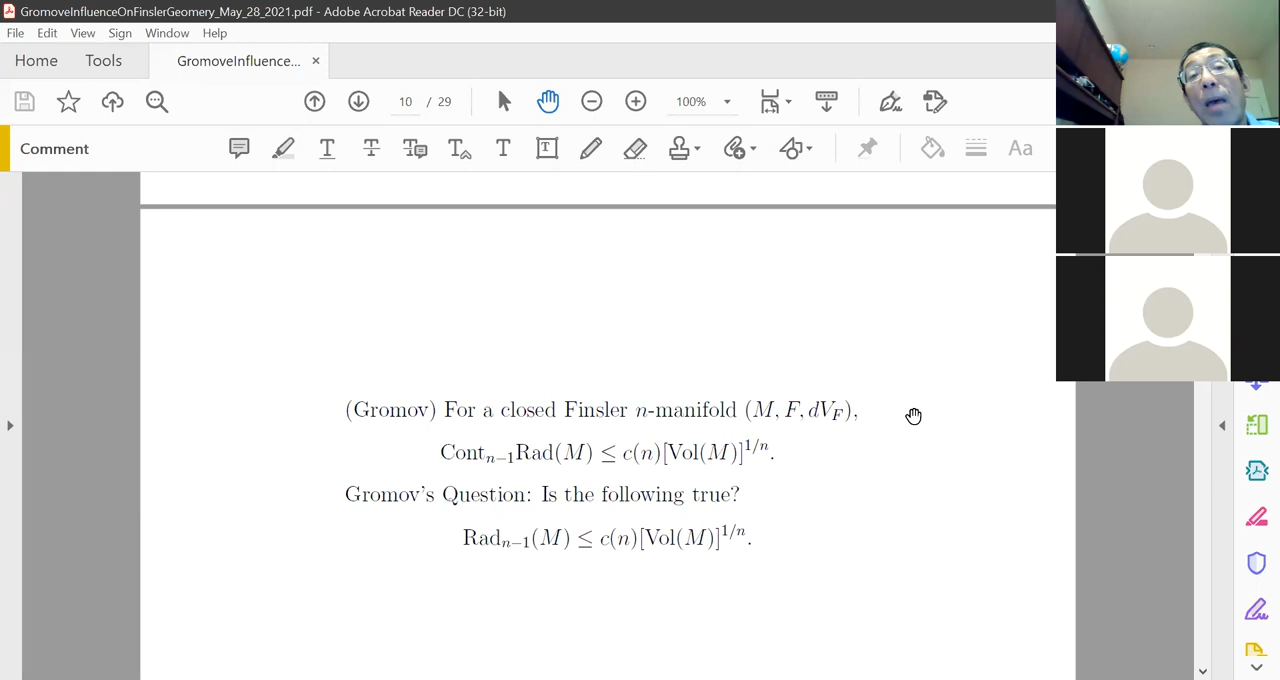 GromoveInfluenceOnFinslerGeomery_May_28_2021.pdf - Adobe Acrobat Reader DC (32-bit)
File Edit View Sign Window Help
Home Tools GromoveInfluence... ×
10 / 29 100%
Comment
(Gromov) For a closed Finsler n-manifold (M, F, dV_F),
Cont_{n−1}Rad(M) ≤ c(n)[Vol(M)]^{1/n}.
Gromov's Question: Is the following true?
Rad_{n−1}(M) ≤ c(n)[Vol(M)]^{1/n}.